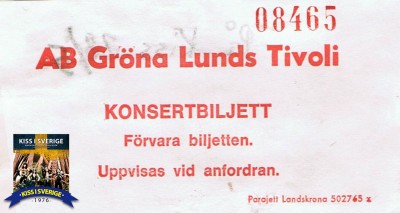 08465
AB Gröna Lunds Tivoli
KONSERTBILJETT
Förvara biljetten.
Uppvisas vid anfordran.
KISS I SVERIGE
KISS I SVERIGE
1976
Parajett Landskrona 502765 x